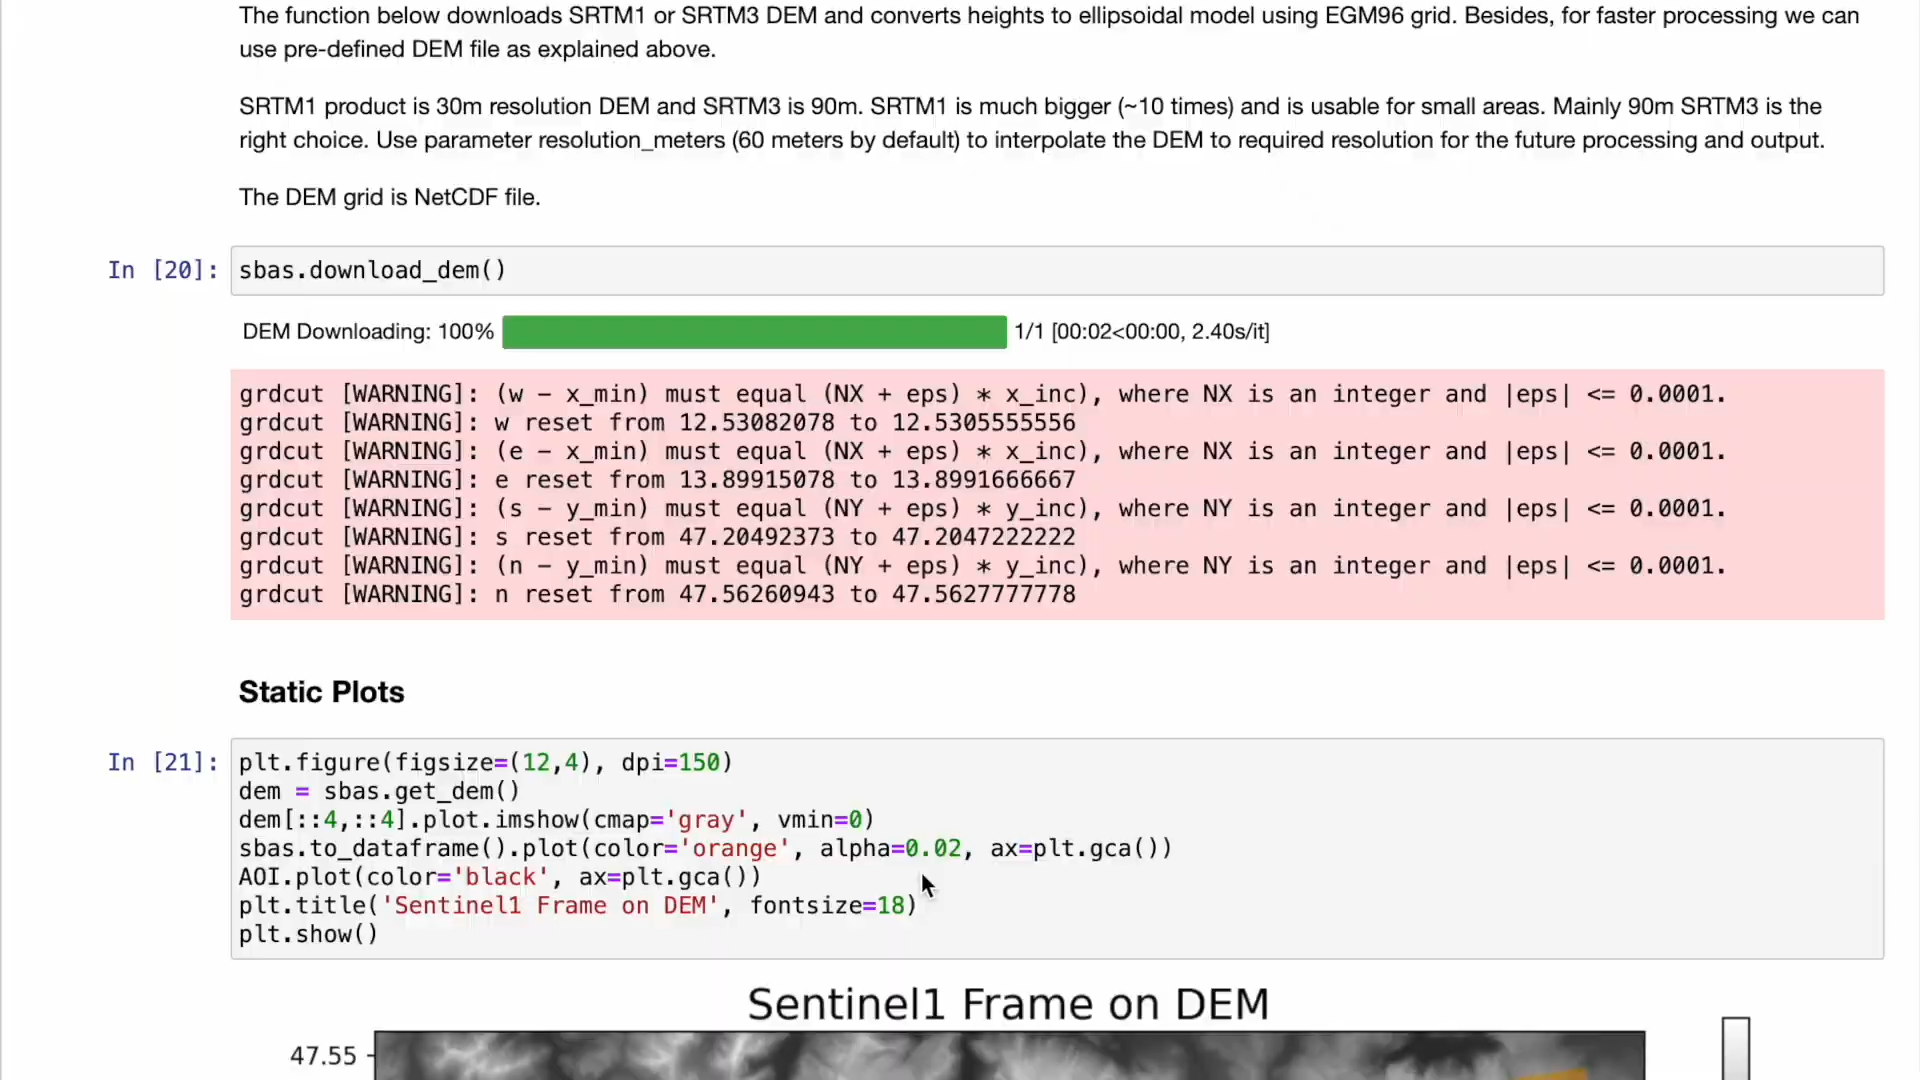 The function below downloads SRTM1 or SRTM3 DEM and converts heights to ellipsoidal model using EGM96 grid. Besides, for faster processing we can
use pre-defined DEM file as explained above.
SRTM1 product is 30m resolution DEM and SRTM3 is 90m. SRTM1 is much bigger (~10 times) and is usable for small areas. Mainly 90m SRTM3 is the
right choice. Use parameter resolution_meters (60 meters by default) to interpolate the DEM to required resolution for the future processing and output.
The DEM grid is NetCDF file.
In [20]: sbas.download_dem()
DEM Downloading: 100% 1/1 [00:02<00:00, 2.40s/it]
grdcut [WARNING]: (w - x_min) must equal (NX + eps) * x_inc), where NX is an integer and |eps| <= 0.0001.
grdcut [WARNING]: w reset from 12.53082078 to 12.5305555556
grdcut [WARNING]: (e - x_min) must equal (NX + eps) * x_inc), where NX is an integer and |eps| <= 0.0001.
grdcut [WARNING]: e reset from 13.89915078 to 13.8991666667
grdcut [WARNING]: (s - y_min) must equal (NY + eps) * y_inc), where NY is an integer and |eps| <= 0.0001.
grdcut [WARNING]: s reset from 47.20492373 to 47.2047222222
grdcut [WARNING]: (n - y_min) must equal (NY + eps) * y_inc), where NY is an integer and |eps| <= 0.0001.
grdcut [WARNING]: n reset from 47.56260943 to 47.5627777778
Static Plots
In [21]: plt.figure(figsize=(12,4), dpi=150)
dem = sbas.get_dem()
dem[::4,::4].plot.imshow(cmap='gray', vmin=0)
sbas.to_dataframe().plot(color='orange', alpha=0.02, ax=plt.gca())
AOI.plot(color='black', ax=plt.gca())
plt.title('Sentinel1 Frame on DEM', fontsize=18)
plt.show()
Sentinel1 Frame on DEM
47.55